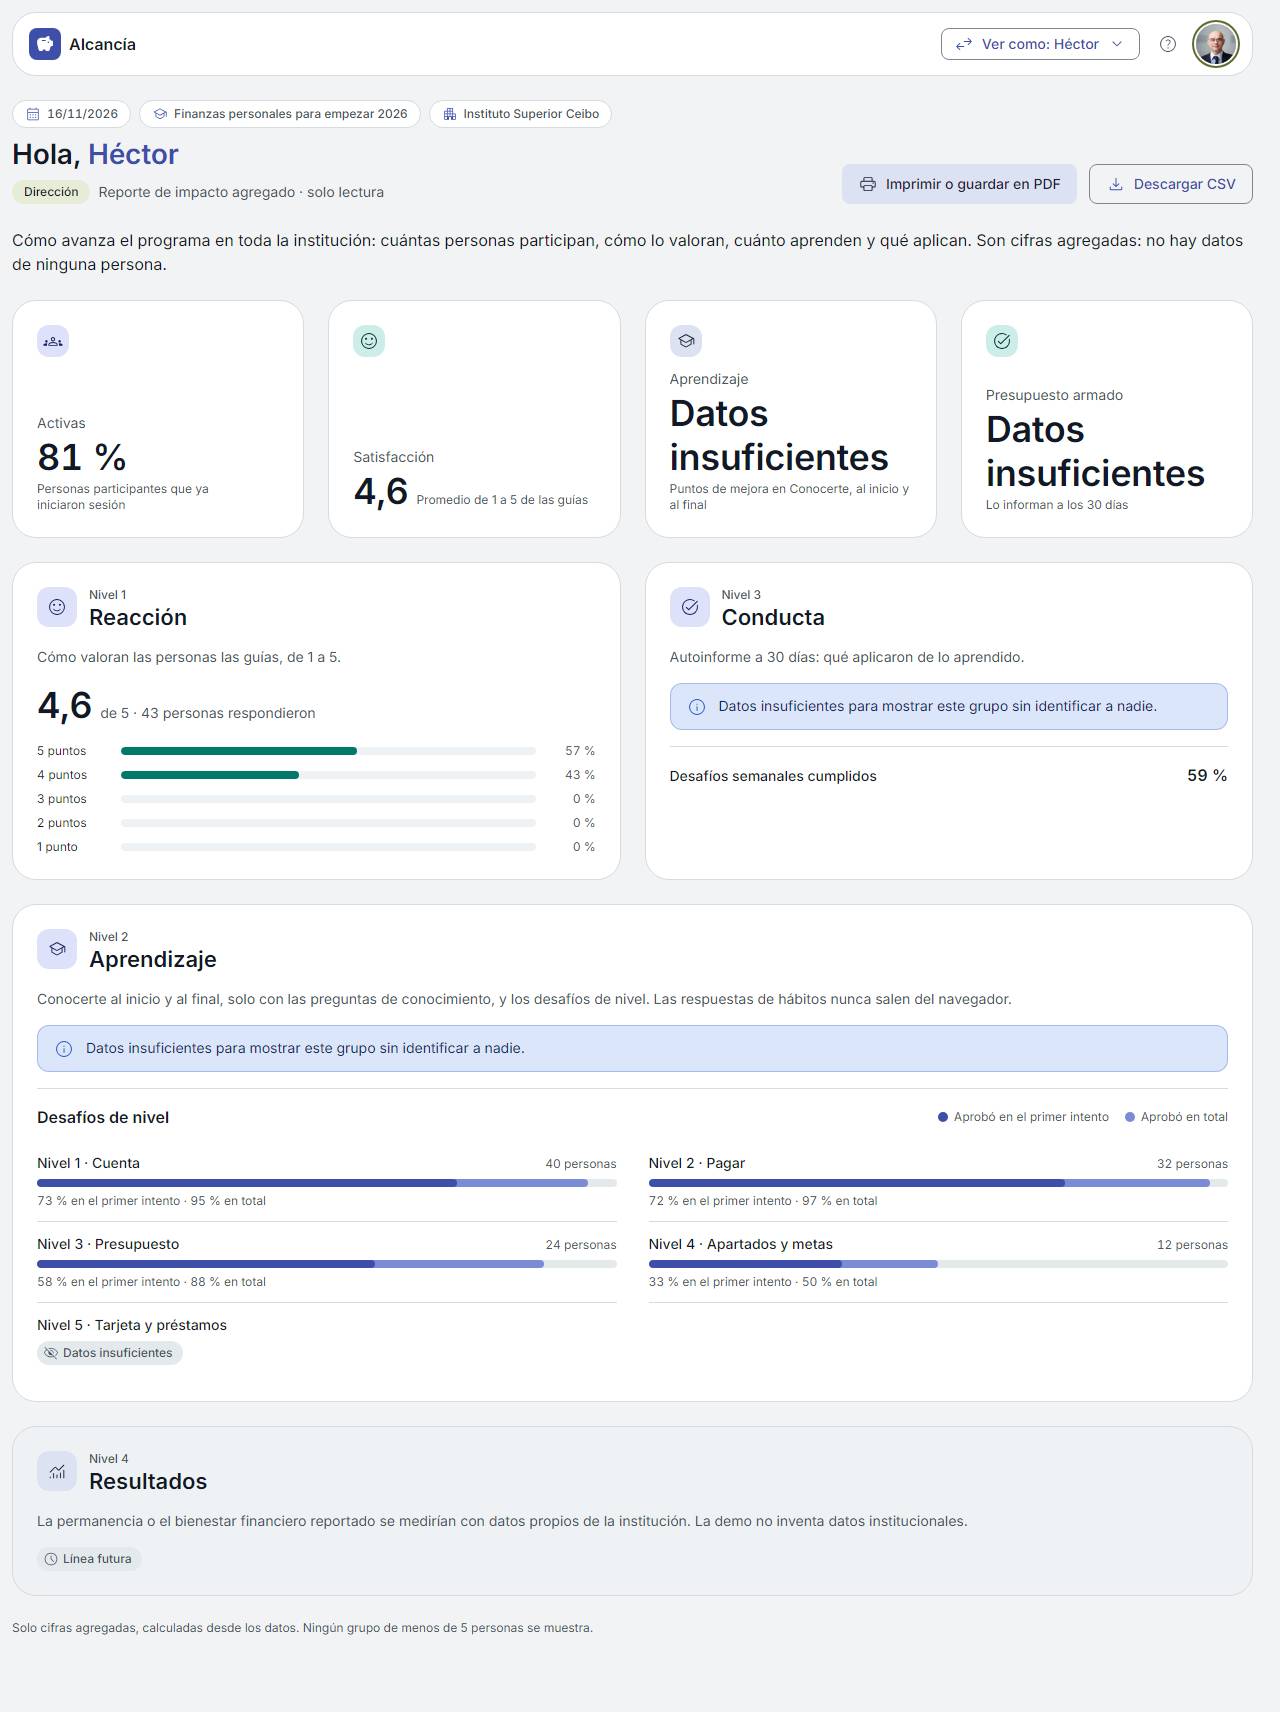 Alcancía
Ver como: Héctor
16/11/2026
Finanzas personales para empezar 2026
Instituto Superior Ceibo
Hola, Héctor
Dirección
Reporte de impacto agregado · solo lectura
Imprimir o guardar en PDF
Descargar CSV
Cómo avanza el programa en toda la institución: cuántas personas participan, cómo lo valoran, cuánto aprenden y qué aplican. Son cifras agregadas: no hay datos
de ninguna persona.
Activas
81 %
Personas participantes que ya
iniciaron sesión
Satisfacción
4,6 Promedio de 1 a 5 de las guías
Aprendizaje
Datos
insuficientes
Puntos de mejora en Conocerte, al inicio y
al final
Presupuesto armado
Datos
insuficientes
Lo informan a los 30 días
Nivel 1
Reacción
Cómo valoran las personas las guías, de 1 a 5.
4,6 de 5 · 43 personas respondieron
5 puntos 57 %
4 puntos 43 %
3 puntos 0 %
2 puntos 0 %
1 punto 0 %
Nivel 3
Conducta
Autoinforme a 30 días: qué aplicaron de lo aprendido.
Datos insuficientes para mostrar este grupo sin identificar a nadie.
Desafíos semanales cumplidos 59 %
Nivel 2
Aprendizaje
Conocerte al inicio y al final, solo con las preguntas de conocimiento, y los desafíos de nivel. Las respuestas de hábitos nunca salen del navegador.
Datos insuficientes para mostrar este grupo sin identificar a nadie.
Desafíos de nivel
Aprobó en el primer intento
Aprobó en total
Nivel 1 · Cuenta 40 personas
73 % en el primer intento · 95 % en total
Nivel 2 · Pagar 32 personas
72 % en el primer intento · 97 % en total
Nivel 3 · Presupuesto 24 personas
58 % en el primer intento · 88 % en total
Nivel 4 · Apartados y metas 12 personas
33 % en el primer intento · 50 % en total
Nivel 5 · Tarjeta y préstamos
Datos insuficientes
Nivel 4
Resultados
La permanencia o el bienestar financiero reportado se medirían con datos propios de la institución. La demo no inventa datos institucionales.
Línea futura
Solo cifras agregadas, calculadas desde los datos. Ningún grupo de menos de 5 personas se muestra.